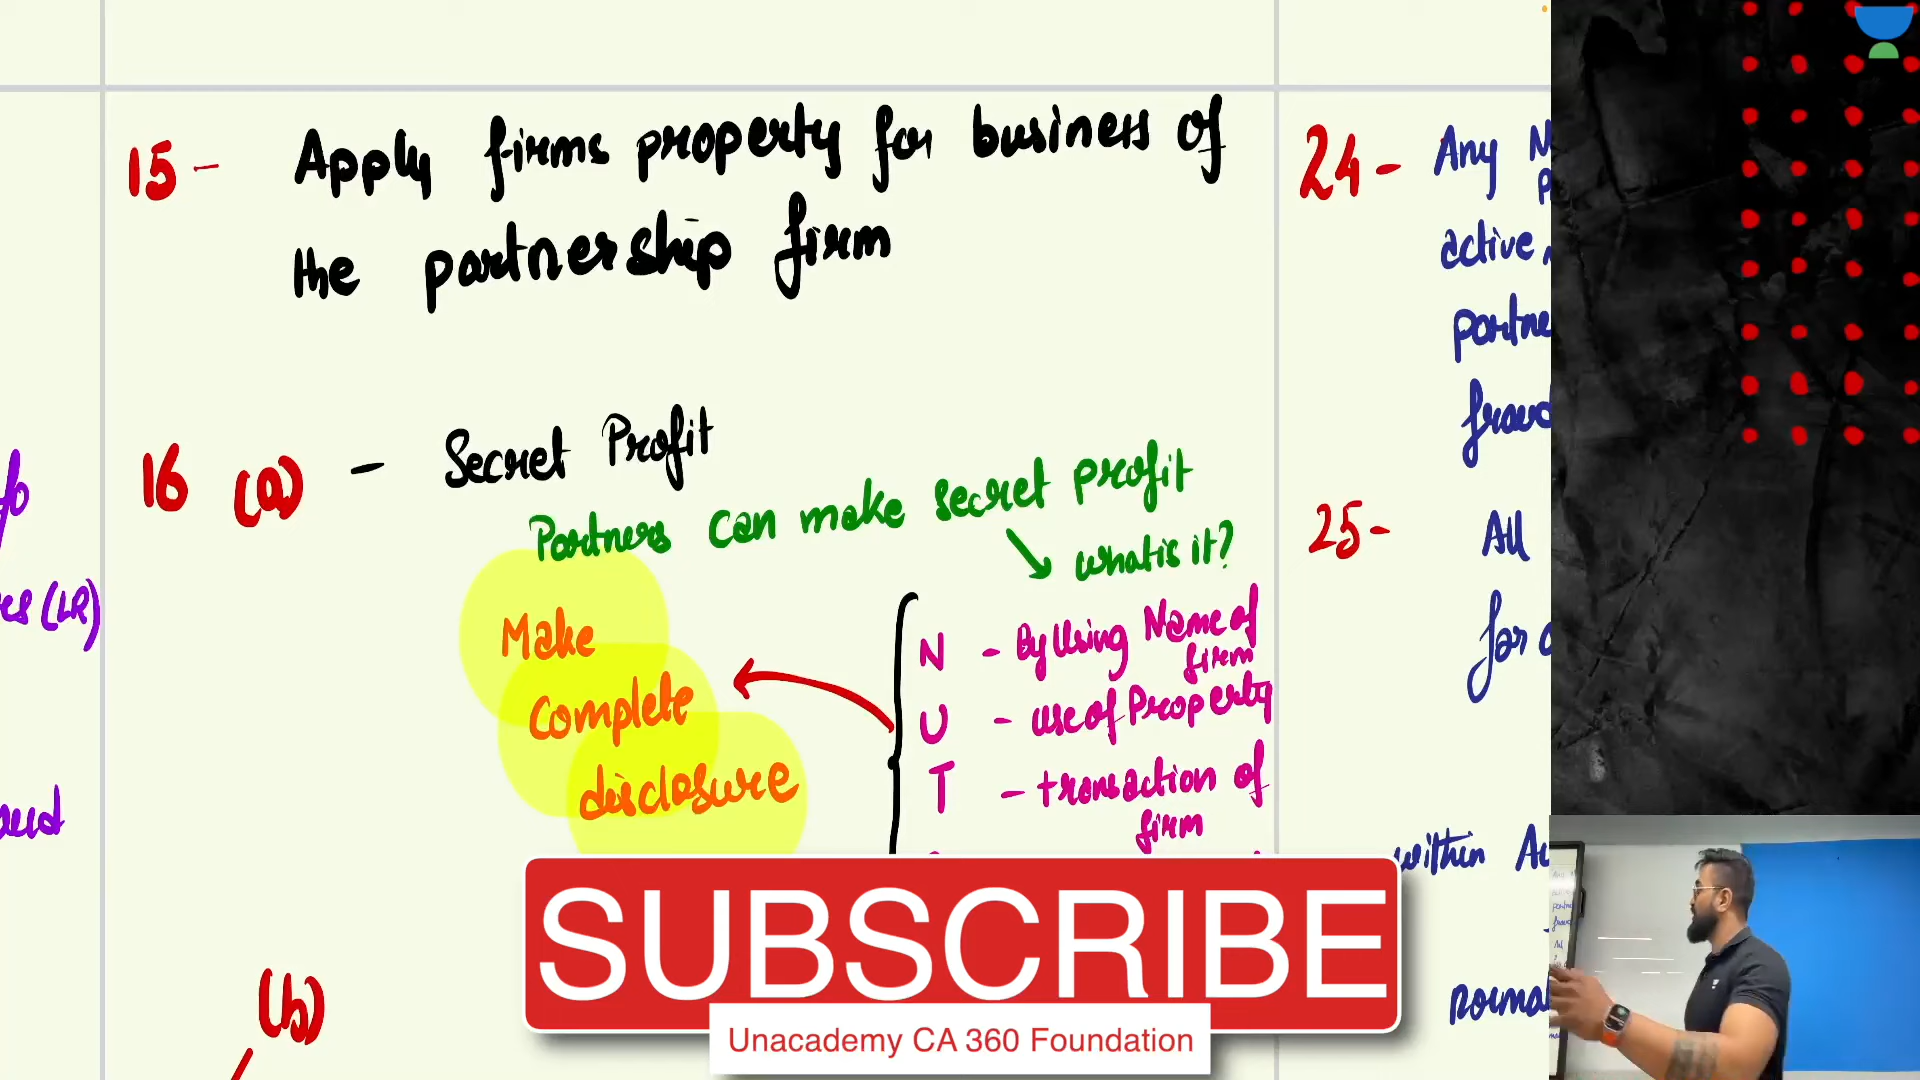 15 - Apply firms property for business of
the partnership firm
16 (a) - Secret Profit
Partners can make secret profit
what is it?
Make
Complete
disclosure
N - By Using Name of
firm
U - use of Property
T - transaction of
firm
(b)
24 - Any
active
25 - All
for
within
(LR)
SUBSCRIBE
Unacademy CA 360 Foundation